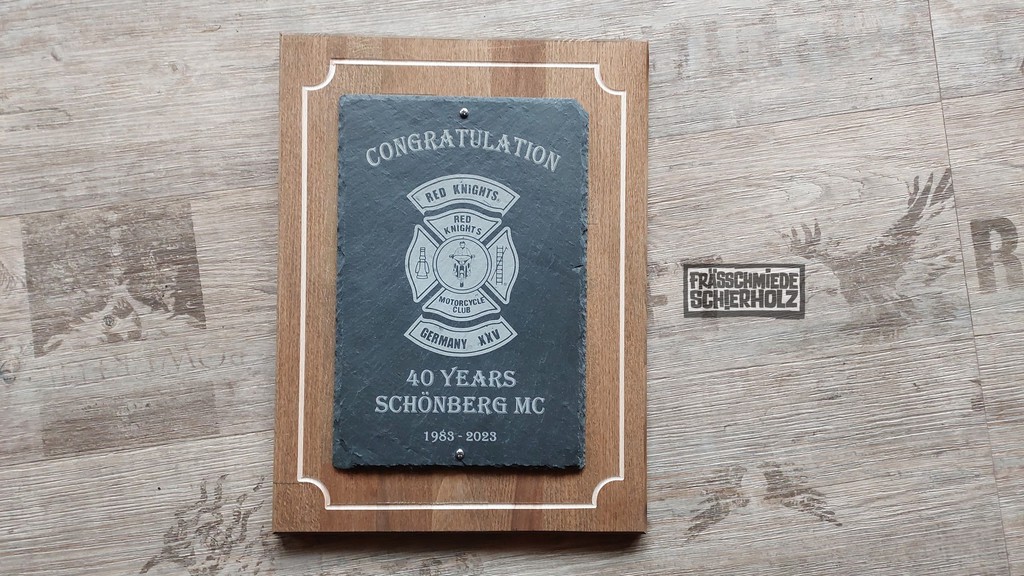 CONGRATULATION
RED KNIGHTS
RED
KNIGHTS
MOTORCYCLE
CLUB
GERMANY XXV
40 YEARS
SCHÖNBERG MC
1983 - 2023
FRÄSSCHMIEDE
SCHIERHOLZ
R